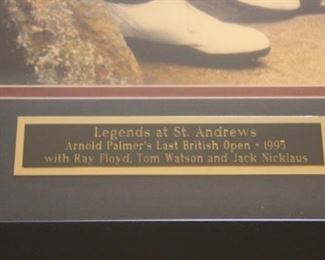 Legends at St. Andrews
Arnold Palmer's Last British Open - 1995
with Ray Floyd, Tom Watson and Jack Nicklaus